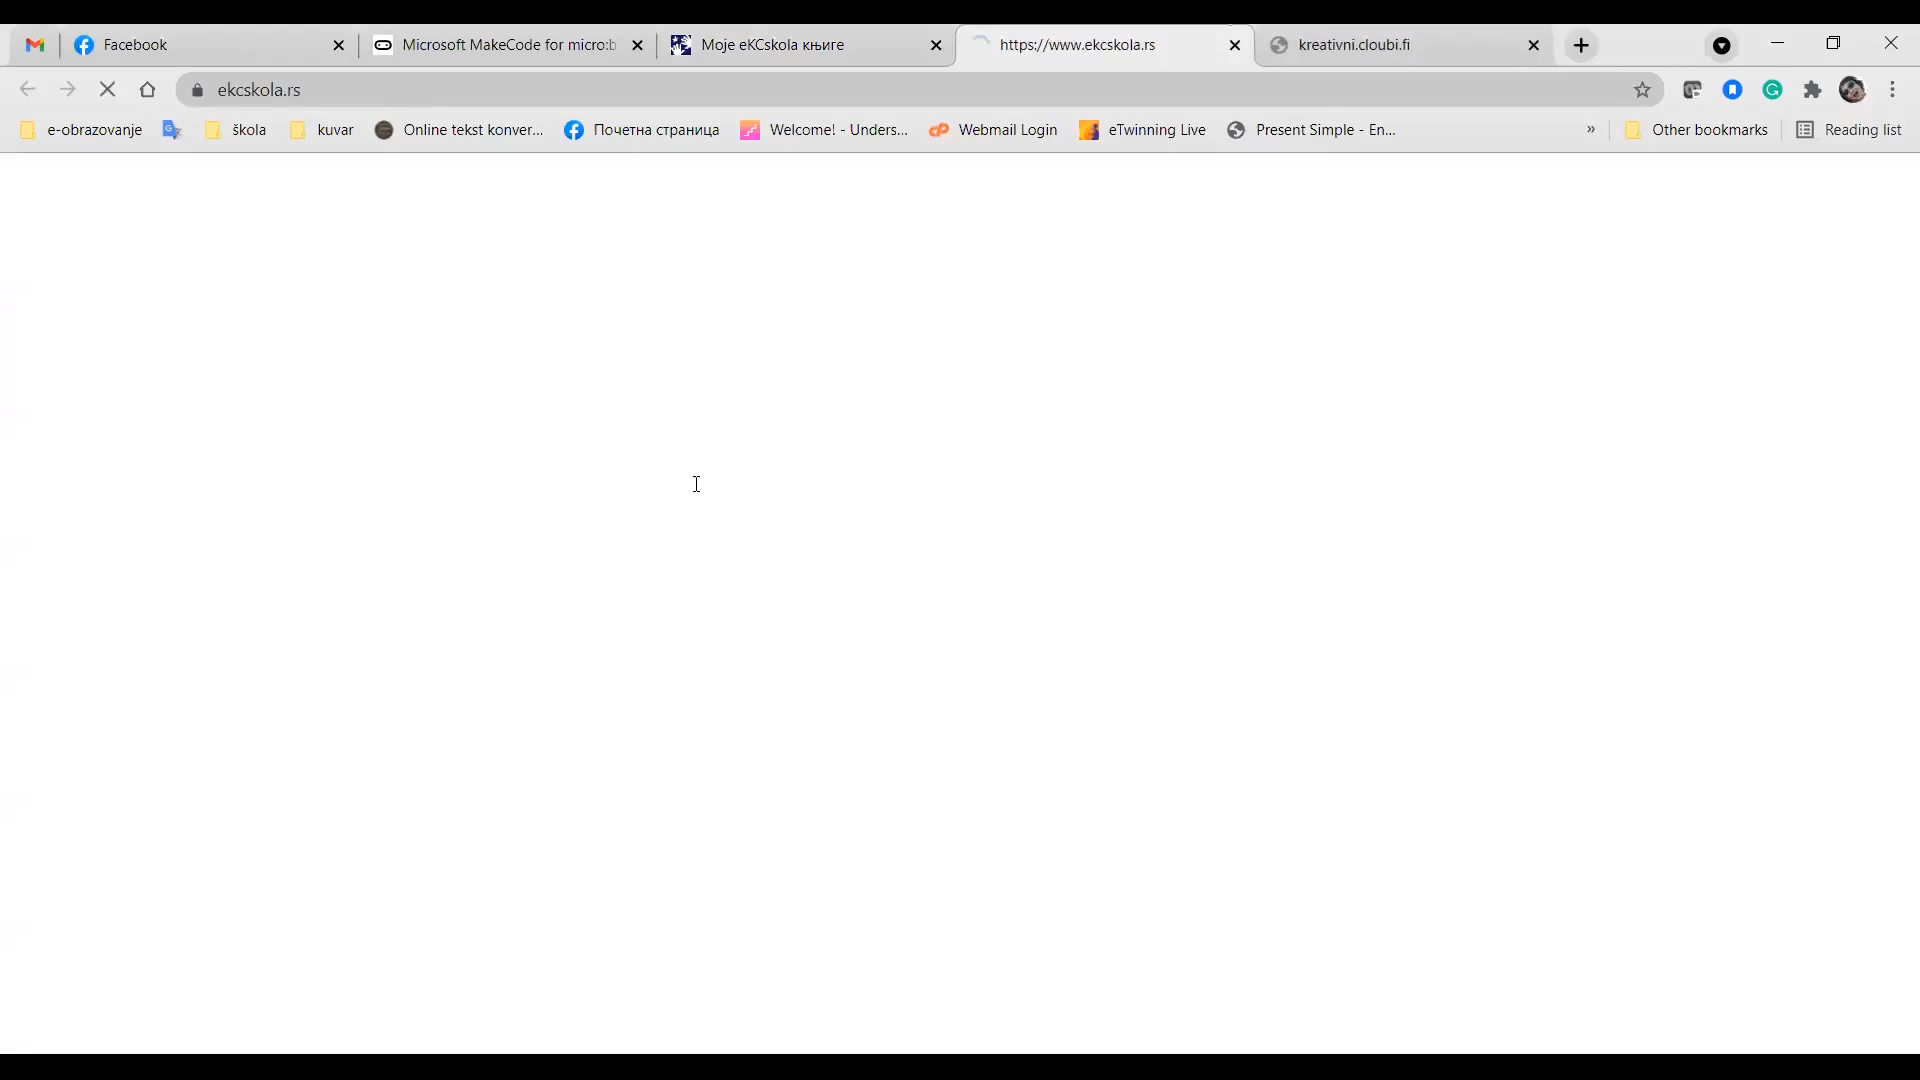 Facebook
Microsoft MakeCode for micro:b
Moje eKCskola књиге
https://www.ekcskola.rs
kreativni.cloubi.fi
ekcskola.rs
e-obrazovanje
škola
kuvar
Online tekst konver...
Почетна страница
Welcome! - Unders...
Webmail Login
eTwinning Live
Present Simple - En...
»
Other bookmarks
Reading list